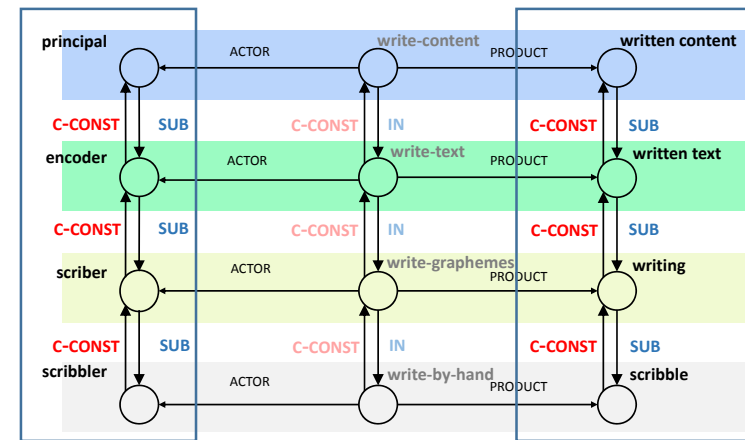 principal write-content written content
ACTOR PRODUCT
C-CONST SUB C-CONST IN C-CONST SUB
encoder write-text written text
ACTOR PRODUCT
C-CONST SUB C-CONST IN C-CONST SUB
scriber write-graphemes writing
ACTOR PRODUCT
C-CONST SUB C-CONST IN C-CONST SUB
scribbler write-by-hand scribble
ACTOR PRODUCT